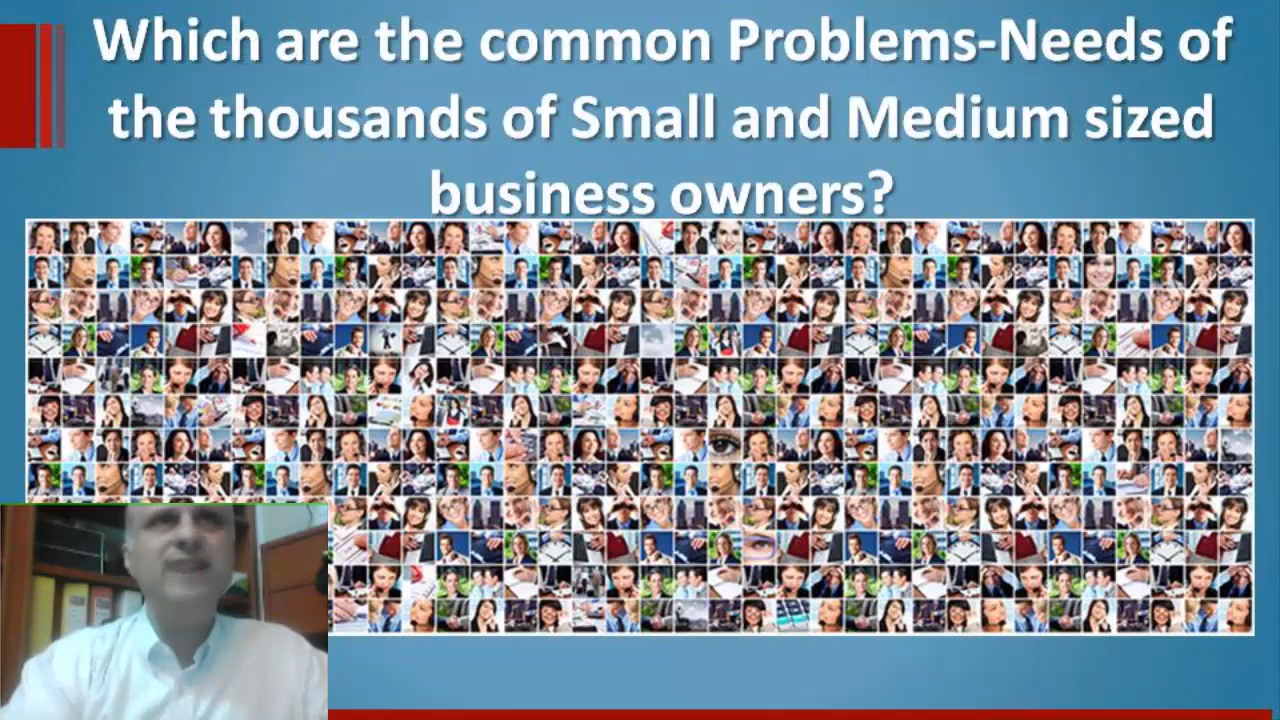 Which are the common Problems-Needs of
the thousands of Small and Medium sized
business owners?